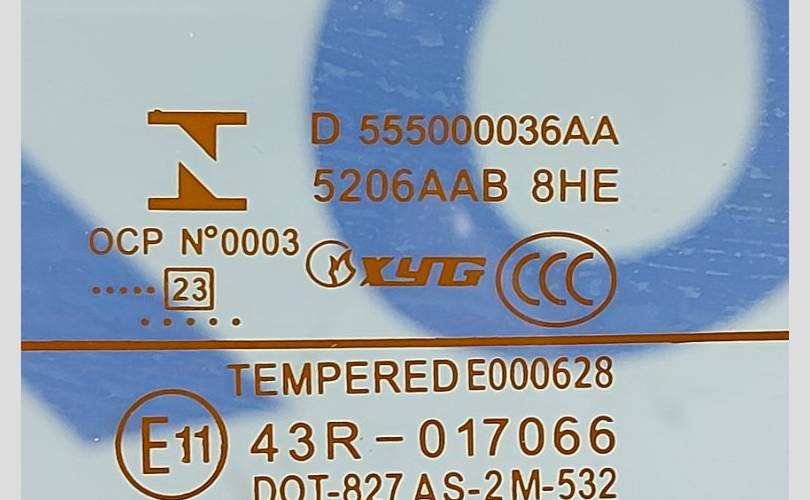 D 555000036AA
5206AAB 8HE
OCP N°0003
XYG
CCC
23
TEMPERED E000628
E11
43R-017066
DOT-827 AS-2 M-532